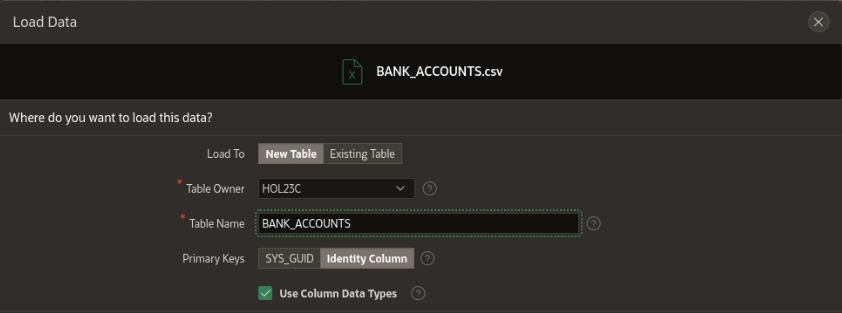 Load Data
BANK_ACCOUNTS.csv
Where do you want to load this data?
Load To New Table Existing Table
* Table Owner HOL23C ?
* Table Name BANK_ACCOUNTS ?
Primary Keys SYS_GUID Identity Column ?
Use Column Data Types ?